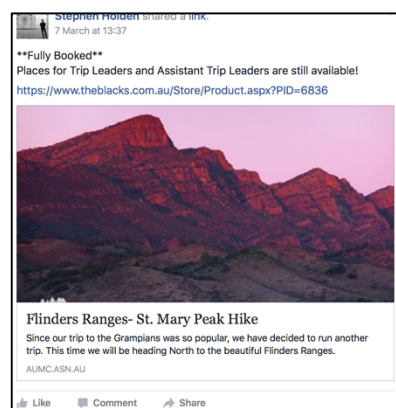 Stephen Holden shared a link.
7 March at 13:37
**Fully Booked**
Places for Trip Leaders and Assistant Trip Leaders are still available!
https://www.theblacks.com.au/Store/Product.aspx?PID=6836
Flinders Ranges- St. Mary Peak Hike
Since our trip to the Grampians was so popular, we have decided to run another
trip. This time we will be heading North to the beautiful Flinders Ranges.
AUMC.ASN.AU
Like Comment Share